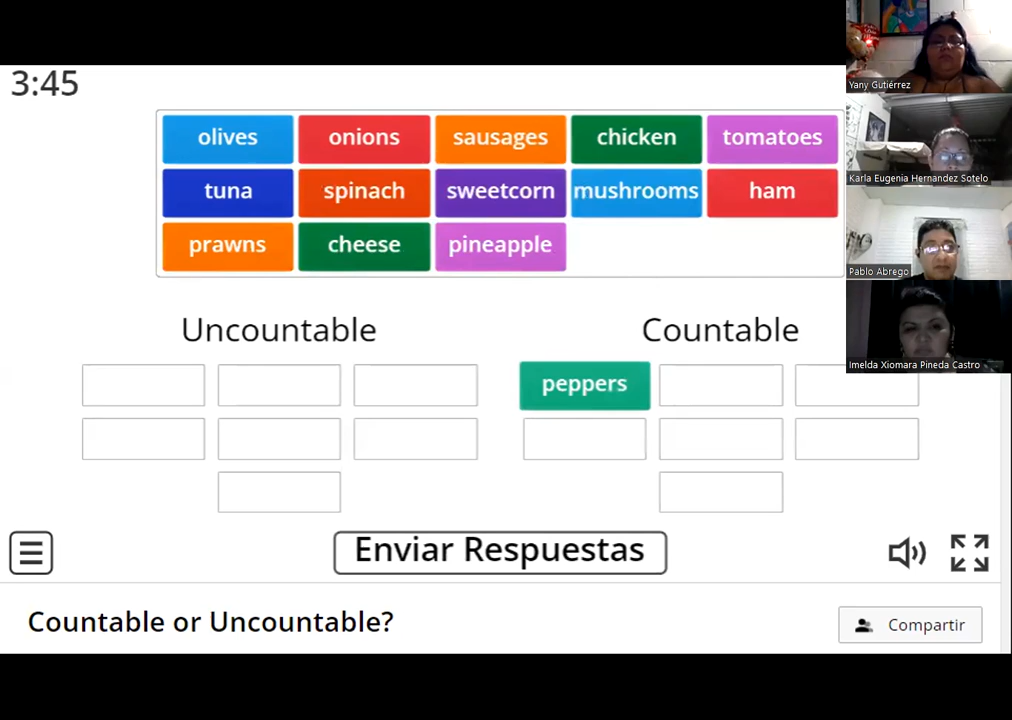 3:45
olives onions sausages chicken tomatoes
tuna spinach sweetcorn mushrooms ham
prawns cheese pineapple
Uncountable Countable
peppers
Enviar Respuestas
Countable or Uncountable?
Compartir
Yany Gutiérrez
Karla Eugenia Hernandez Sotelo
Pablo Abrego
Imelda Xiomara Pineda Castro